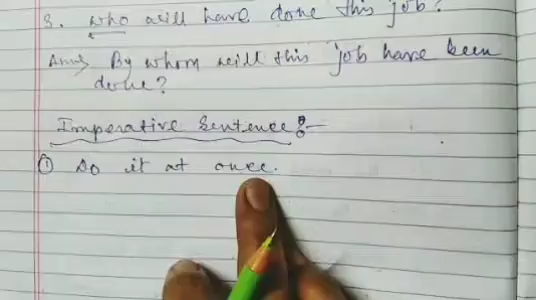 3. Who will have done this job?
Ans⇒ By whom will this job have been
done?
Imperative Sentence :-
① Do it at once.